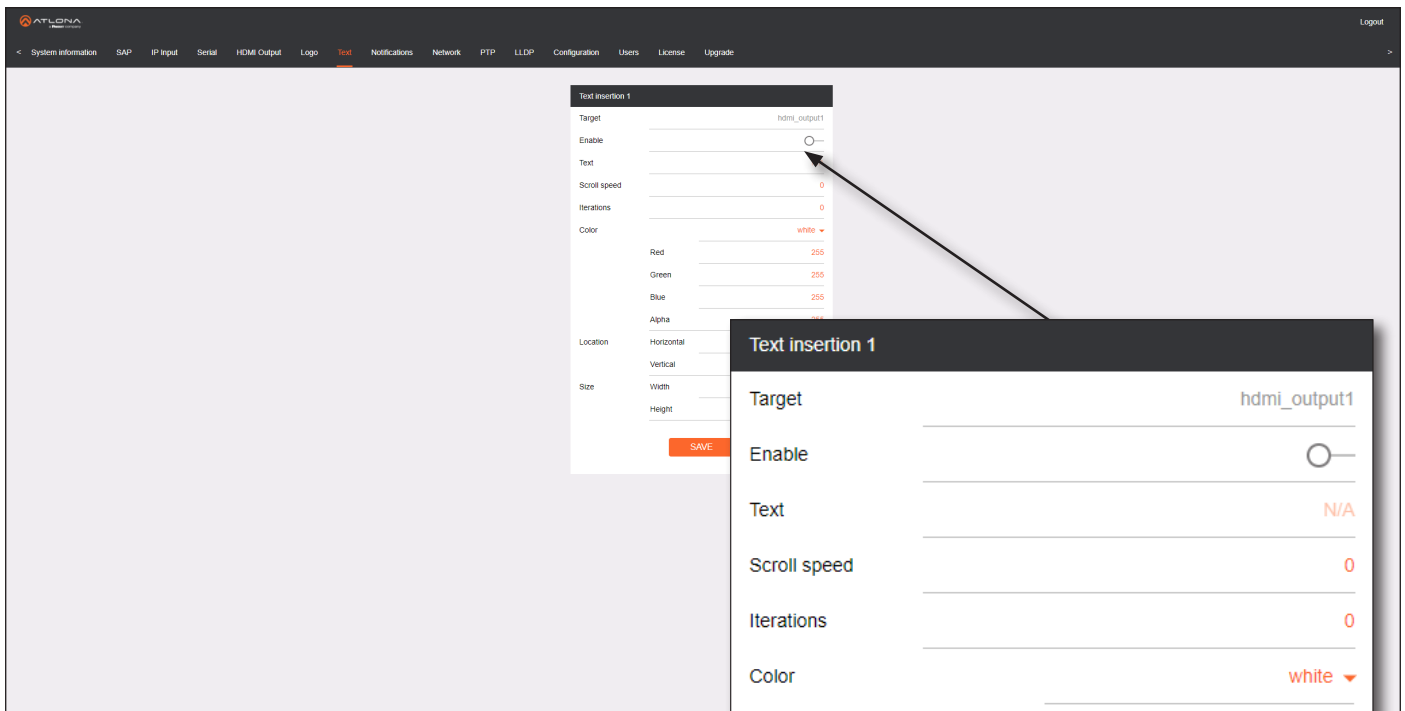 ATLONA
Logout
< System information SAP IP Input Serial HDMI Output Logo Text Notifications Network PTP LLDP Configuration Users License Upgrade >
Text insertion 1
Target hdmi_output1
Enable
Text
Scroll speed 0
Iterations 0
Color white
Red 255
Green 255
Blue 255
Alpha 255
Location Horizontal
Vertical
Size Width
Height
SAVE
Text insertion 1
Target hdmi_output1
Enable
Text N/A
Scroll speed 0
Iterations 0
Color white